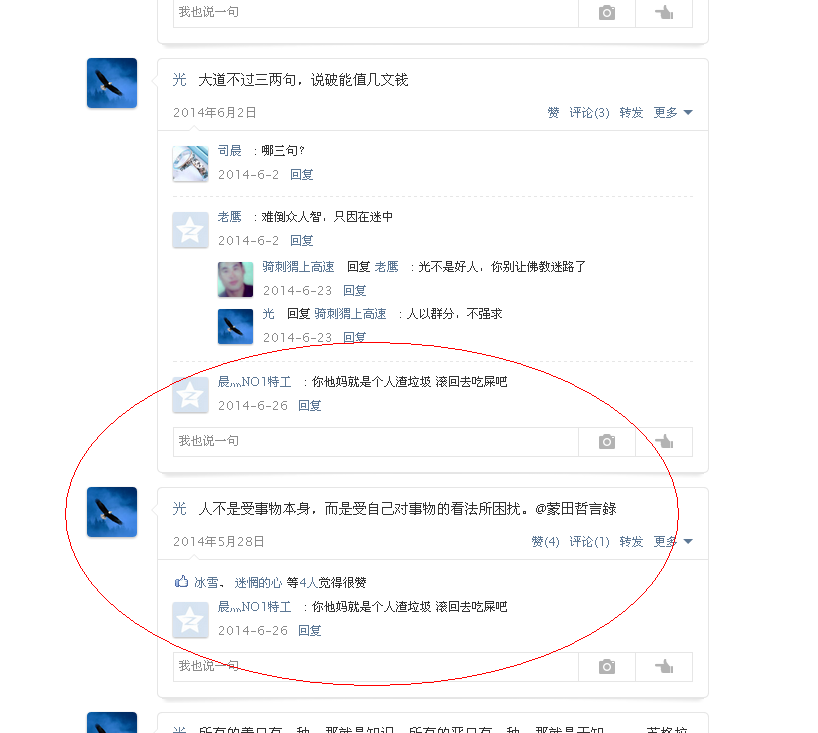 我也说一句
光 大道不过三两句，说破能值几文钱
2014年6月2日 赞 评论(3) 转发 更多
司晨 ：哪三句？
2014-6-2 回复
老鹰 ：难倒众人智，只因在迷中
2014-6-2 回复
骑刺猬上高速 回复 老鹰 ：光不是好人，你别让佛教迷路了
2014-6-23 回复
光 回复 骑刺猬上高速 ：人以群分，不强求
2014-6-23 回复
晨灬NO1特工 ：你他妈就是个人渣垃圾 滚回去吃屎吧
2014-6-26 回复
我也说一句
光 人不是受事物本身，而是受自己对事物的看法所困扰。@蒙田哲言錄
2014年5月28日 赞(4) 评论(1) 转发 更多
冰雪、 迷惘的心 等4人觉得很赞
晨灬NO1特工 ：你他妈就是个人渣垃圾 滚回去吃屎吧
2014-6-26 回复
我也说一句